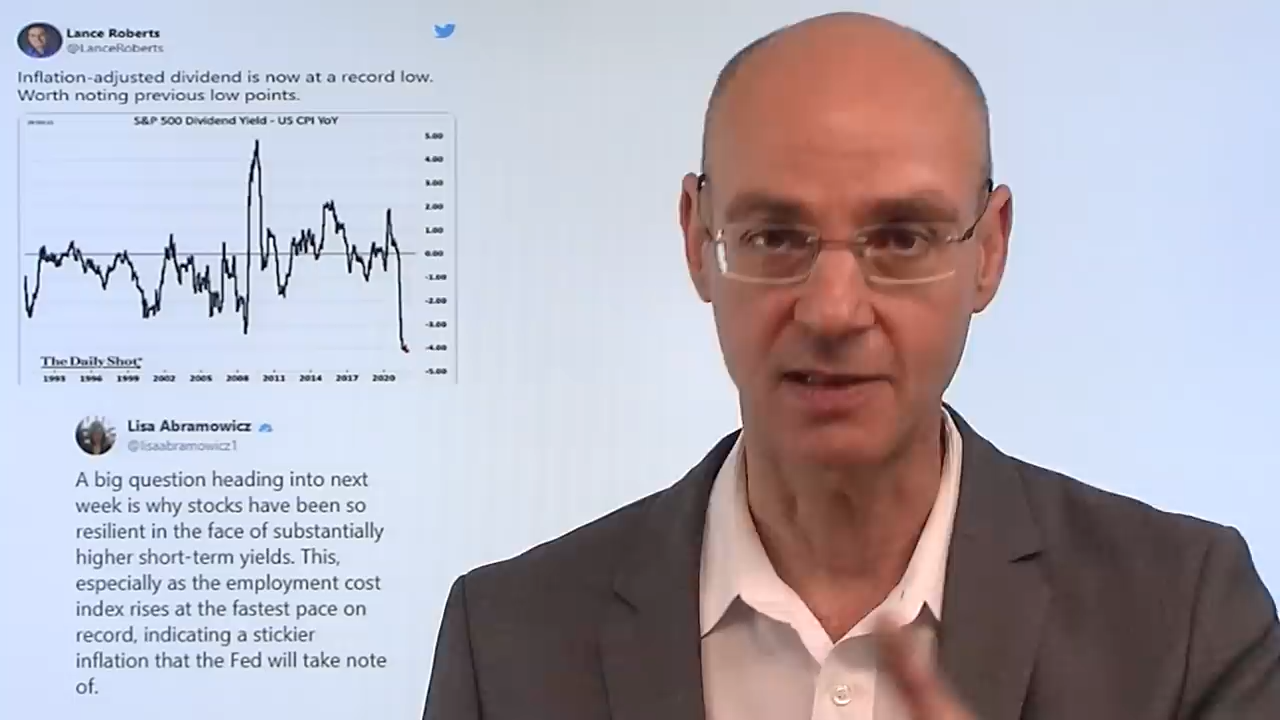 Lance Roberts
@LanceRoberts
Inflation-adjusted dividend is now at a record low.
Worth noting previous low points.
S&P 500 Dividend Yield - US CPI YoY
5.00
4.00
3.00
2.00
1.00
0.00
-1.00
-2.00
-3.00
-4.00
-5.00
The Daily Shot
1993 1996 1999 2002 2005 2008 2011 2014 2017 2020
Lisa Abramowicz
@lisaabramowicz1
A big question heading into next
week is why stocks have been so
resilient in the face of substantially
higher short-term yields. This,
especially as the employment cost
index rises at the fastest pace on
record, indicating a stickier
inflation that the Fed will take note
of.